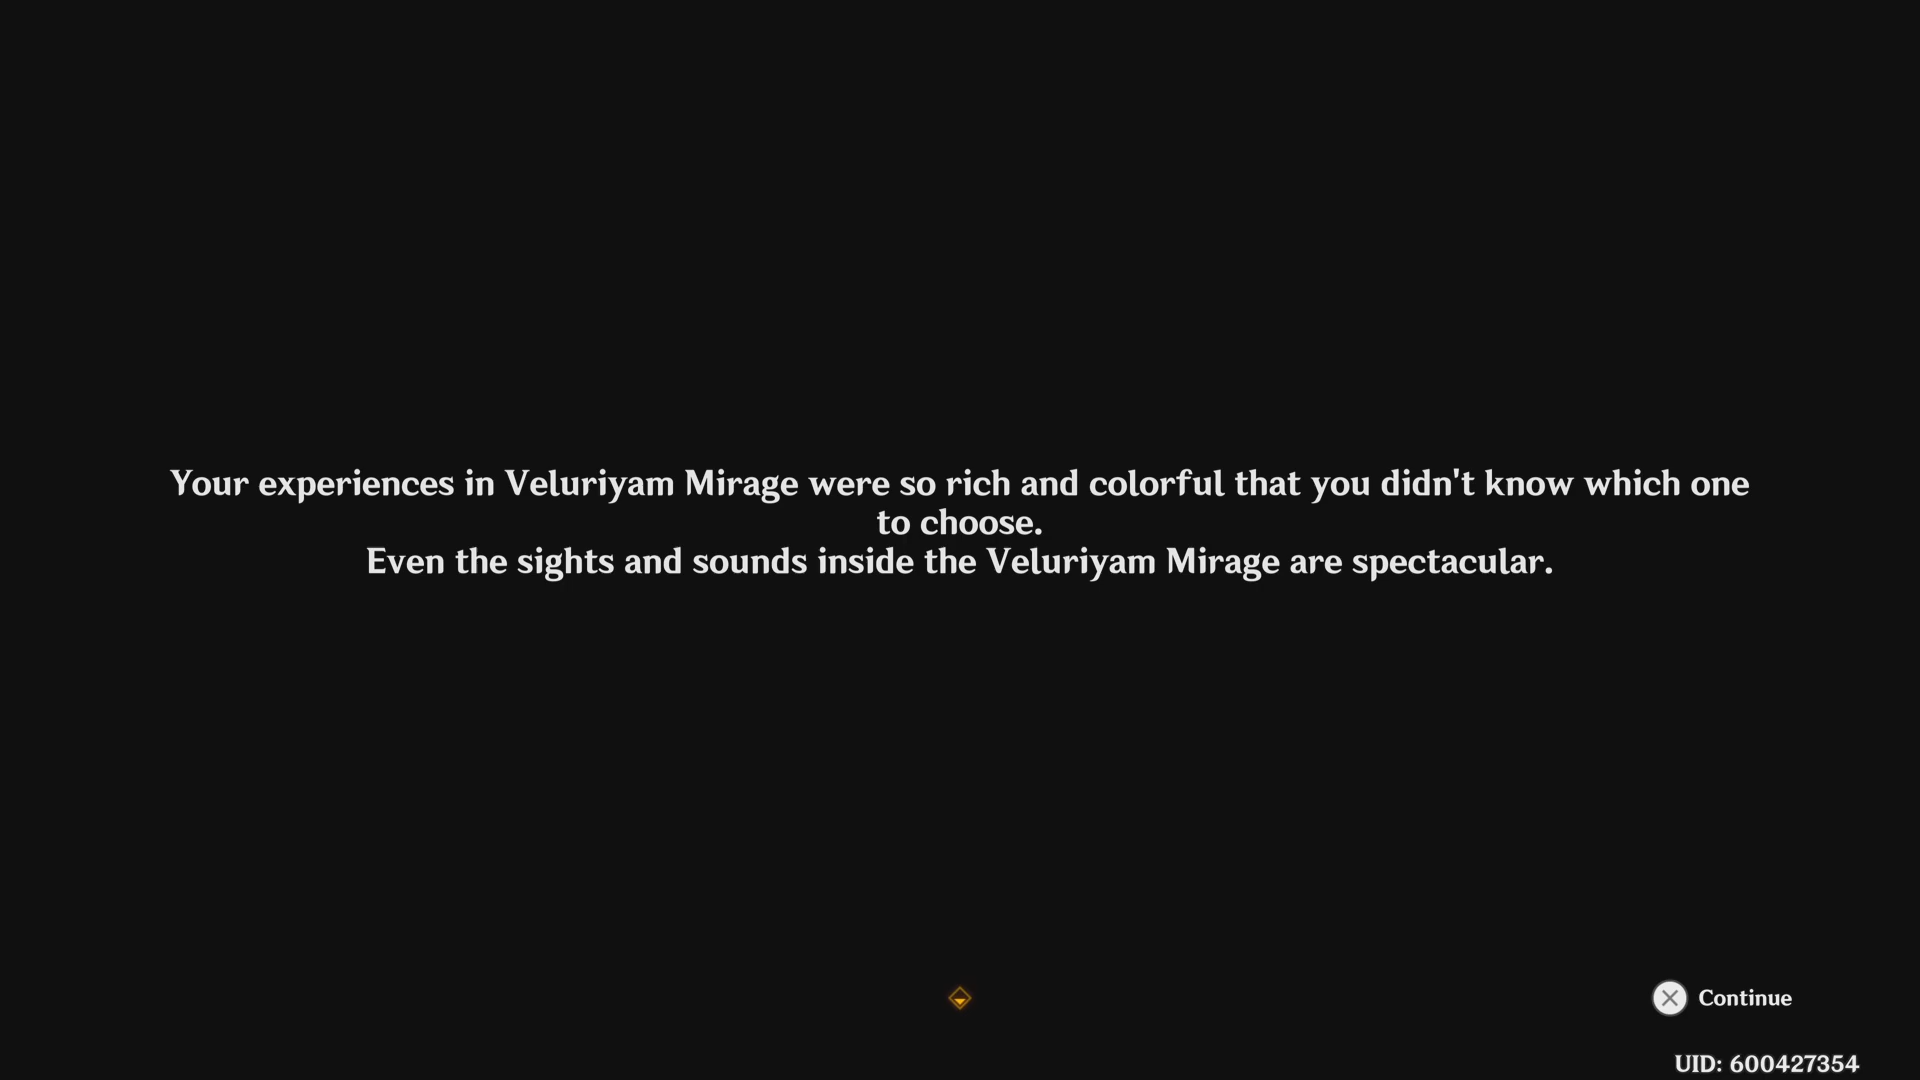 Your experiences in Veluriyam Mirage were so rich and colorful that you didn't know which one
to choose.
Even the sights and sounds inside the Veluriyam Mirage are spectacular.
Continue
UID: 600427354